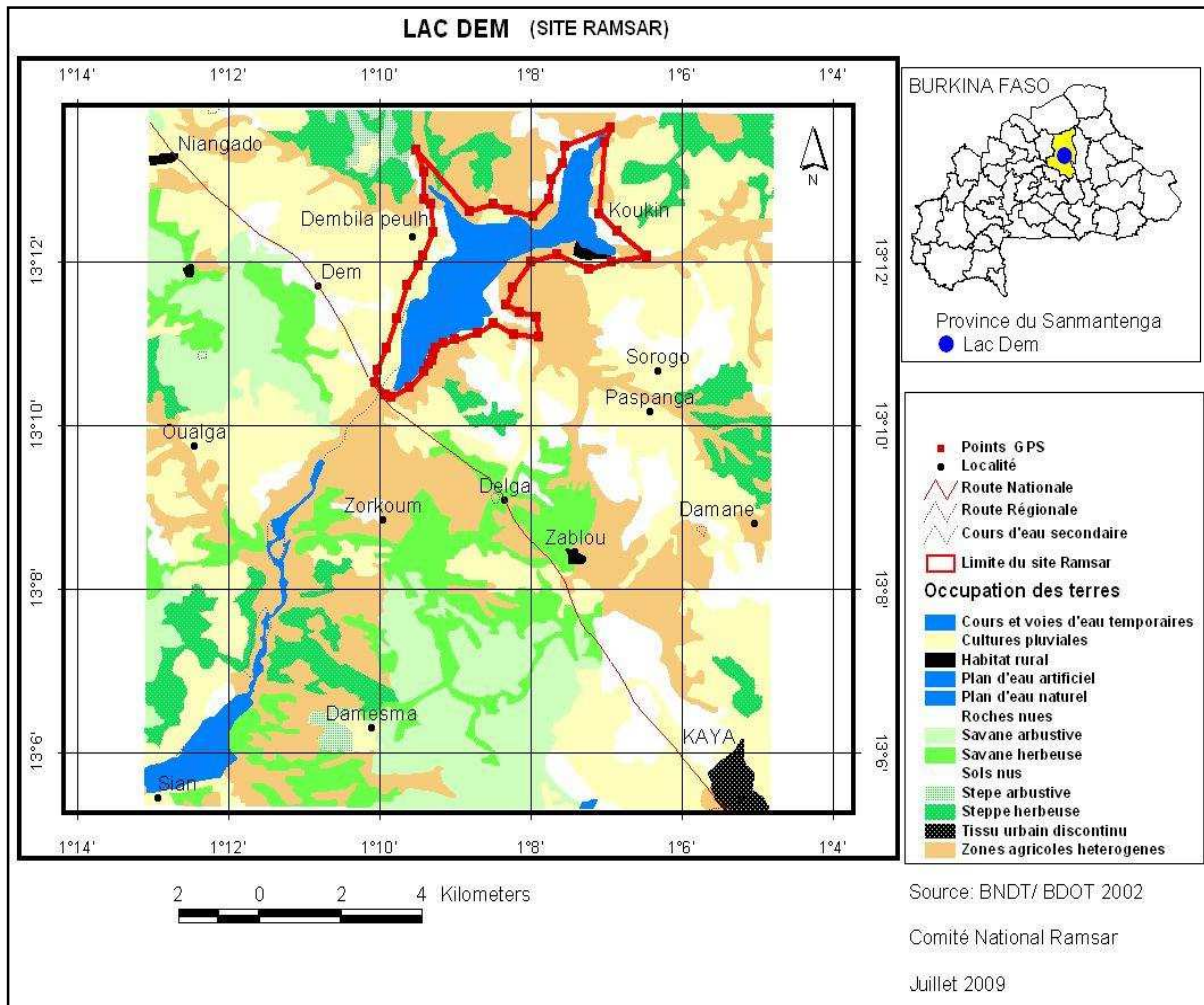 LAC DEM (SITE RAMSAR)
1°14' 1°12' 1°10' 1°8' 1°6' 1°4'
Niangado
N
Dembila peulh
Koukin
13°12' 13°12'
Dem
Sorogo
Paspanga
13°10' 13°10'
Oualga
Delga
Zorkoum
Damane
Zablou
13°8' 13°8'
Damesma
KAYA
13°6' 13°6'
Sian
1°14' 1°12' 1°10' 1°8' 1°6' 1°4'
2 0 2 4 Kilometers
BURKINA FASO
Province du Sanmantenga
Lac Dem
Points GPS
Localité
Route Nationale
Route Régionale
Cours d'eau secondaire
Limite du site Ramsar
Occupation des terres
Cours et voies d'eau temporaires
Cultures pluviales
Habitat rural
Plan d'eau artificiel
Plan d'eau naturel
Roches nues
Savane arbustive
Savane herbeuse
Sols nus
Stepe arbustive
Steppe herbeuse
Tissu urbain discontinu
Zones agricoles heterogenes
Source: BNDT/ BDOT 2002
Comité National Ramsar
Juillet 2009